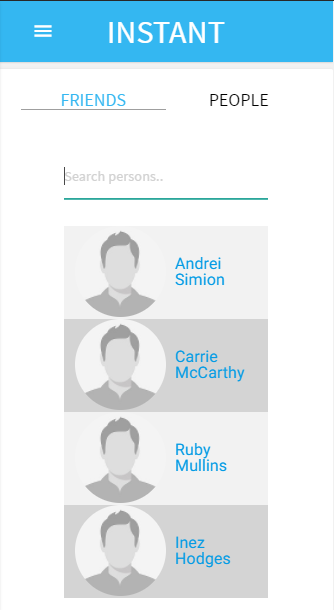 INSTANT
FRIENDS PEOPLE
Search persons..
Andrei
Simion
Carrie
McCarthy
Ruby
Mullins
Inez
Hodges